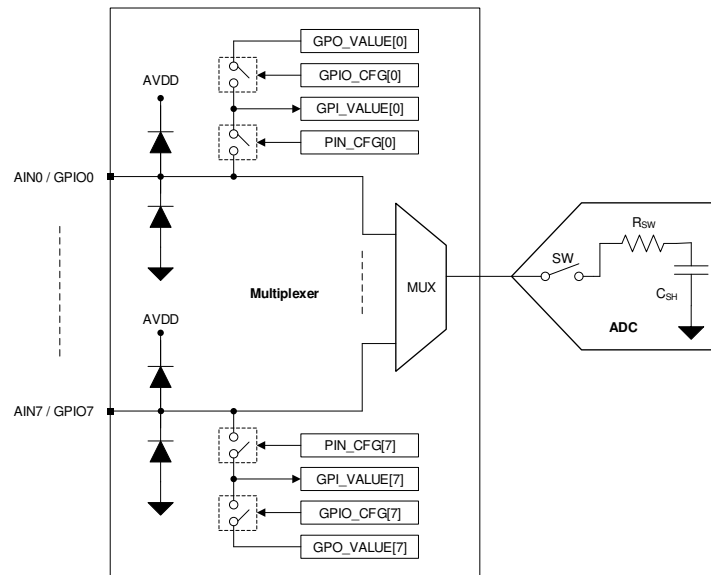 GPO_VALUE[0]
GPIO_CFG[0]
AVDD
GPI_VALUE[0]
PIN_CFG[0]
AIN0 / GPIO0
RSW
SW
Multiplexer
MUX
CSH
ADC
AVDD
AIN7 / GPIO7
PIN_CFG[7]
GPI_VALUE[7]
GPIO_CFG[7]
GPO_VALUE[7]